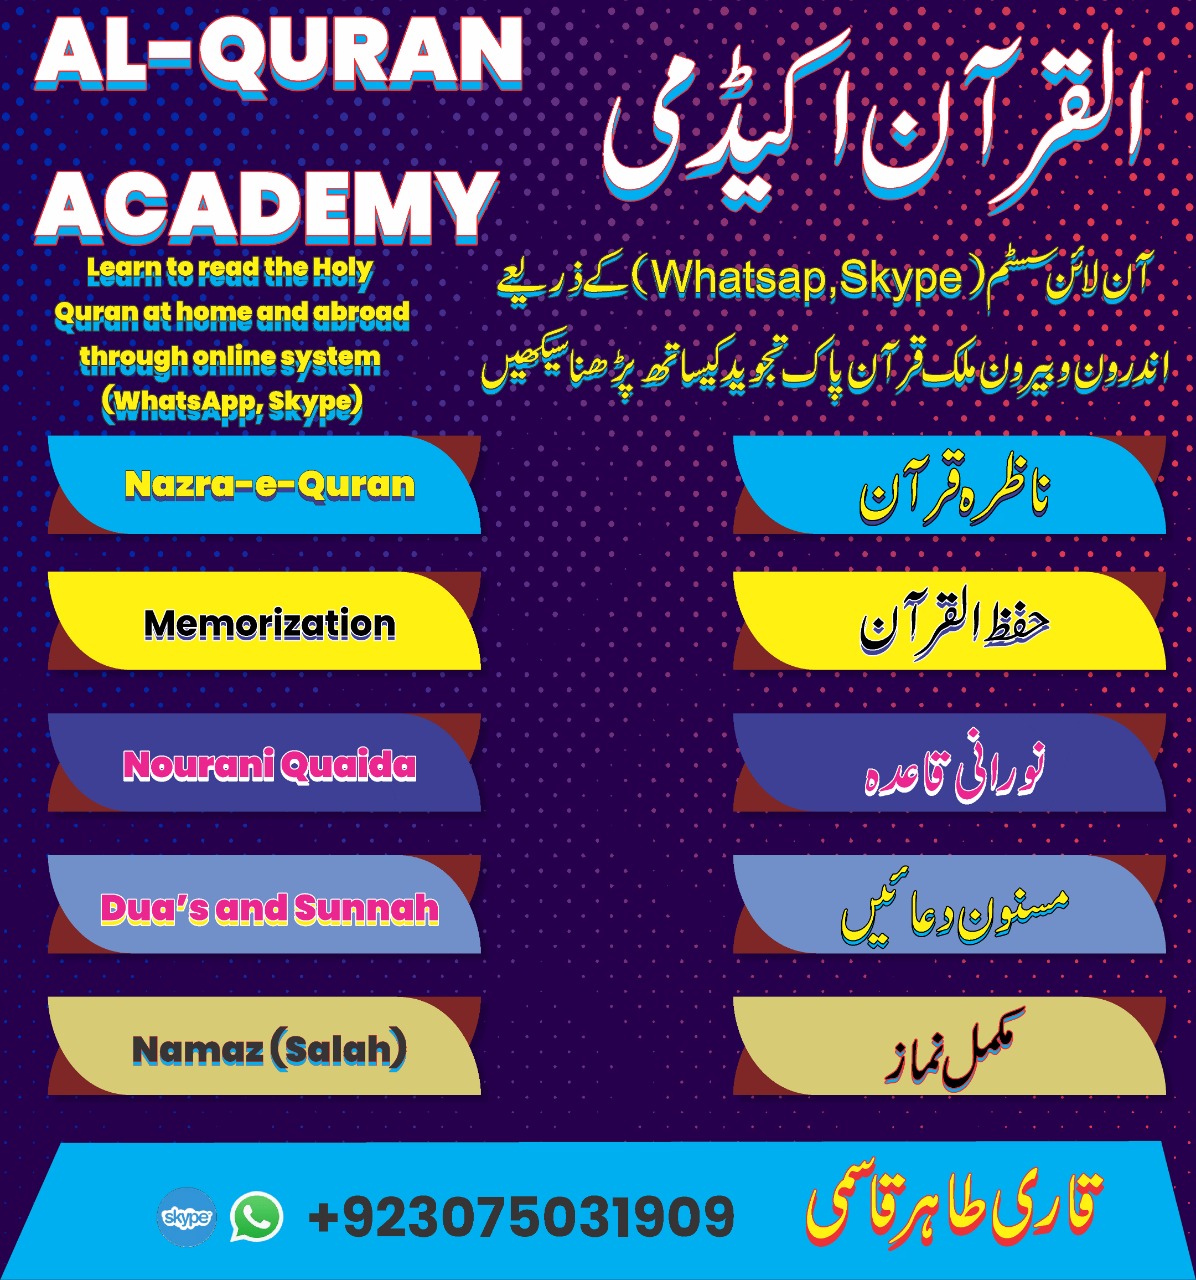 AL-QURAN
ACADEMY
القرآن اکیڈمی
Learn to read the Holy
Quran at home and abroad
through online system
(WhatsApp, Skype)
آن لائن سسٹم (Whatsap,Skype) کے ذریعے
اندرون و بیرون ملک قرآن پاک تجوید کیساتھ پڑھنا سیکھیں
Nazra-e-Quran
ناظرہ قرآن
Memorization
حفظ القرآن
Nourani Quaida
نورانی قاعدہ
Dua's and Sunnah
مسنون دعائیں
Namaz (Salah)
مکمل نماز
skype
+923075031909
قاری طاہر قاسمی